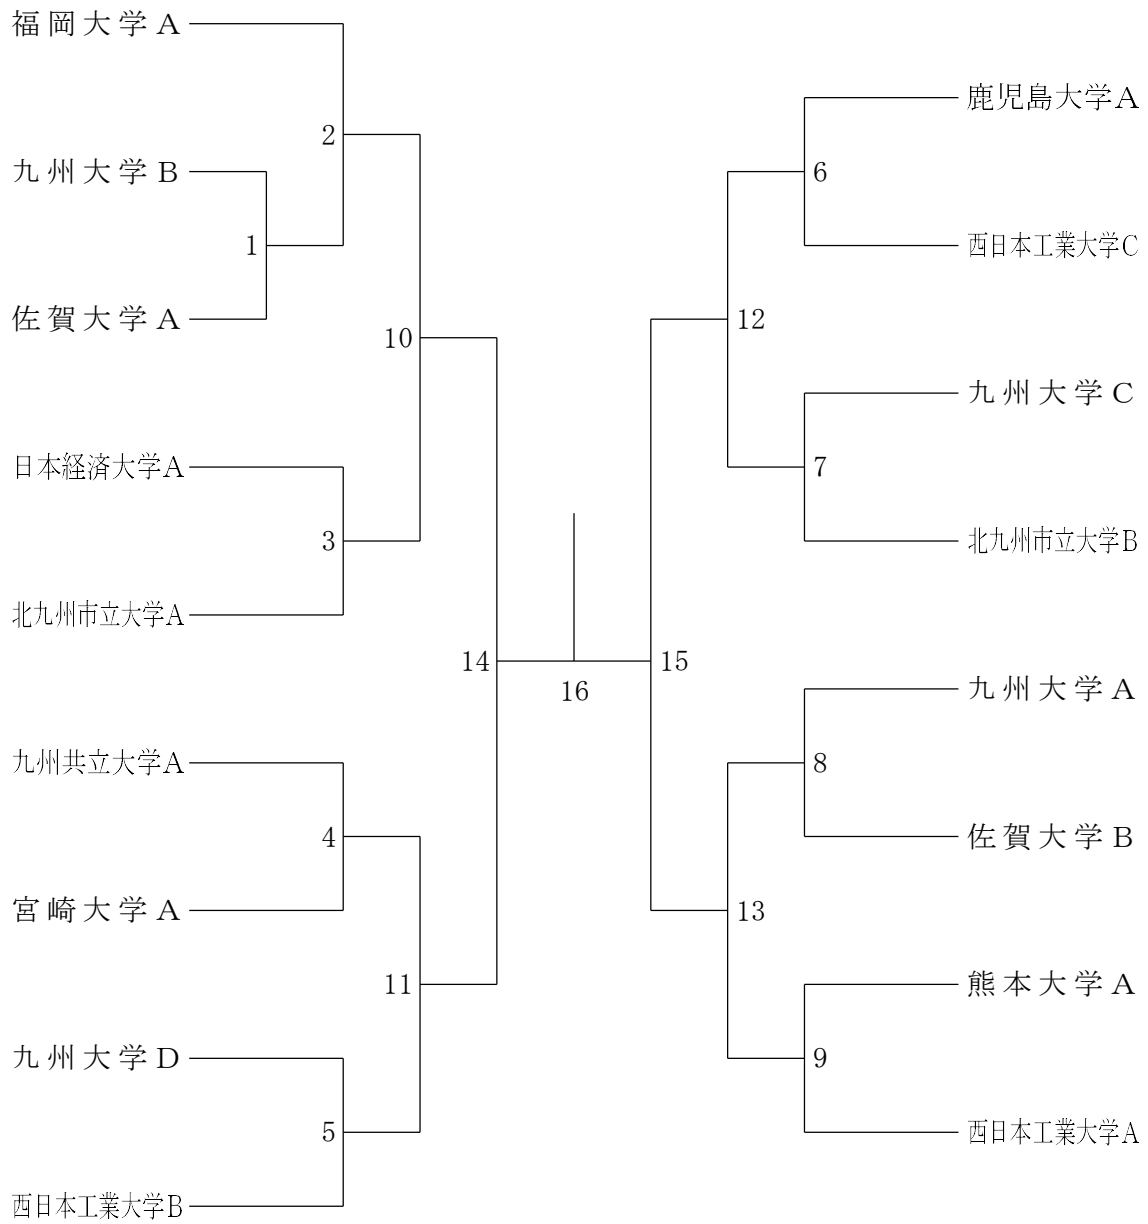 福岡大学A
2
九州大学B
1
佐賀大学A
10
日本経済大学A
3
北九州市立大学A
14
九州共立大学A
4
宮崎大学A
11
九州大学D
5
西日本工業大学B
16
鹿児島大学A
6
西日本工業大学C
12
九州大学C
7
北九州市立大学B
15
九州大学A
8
佐賀大学B
13
熊本大学A
9
西日本工業大学A